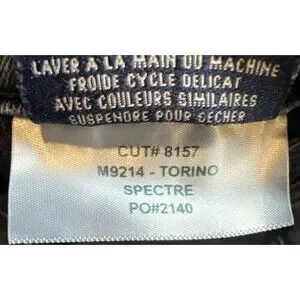 LAVER A LA MAIN OU MACHINE
FROIDE CYCLE DELICAT
AVEC COULEURS SIMILAIRES
SUSPENDRE POUR SECHER
CUT# 8157
M9214 - TORINO
SPECTRE
PO#2140